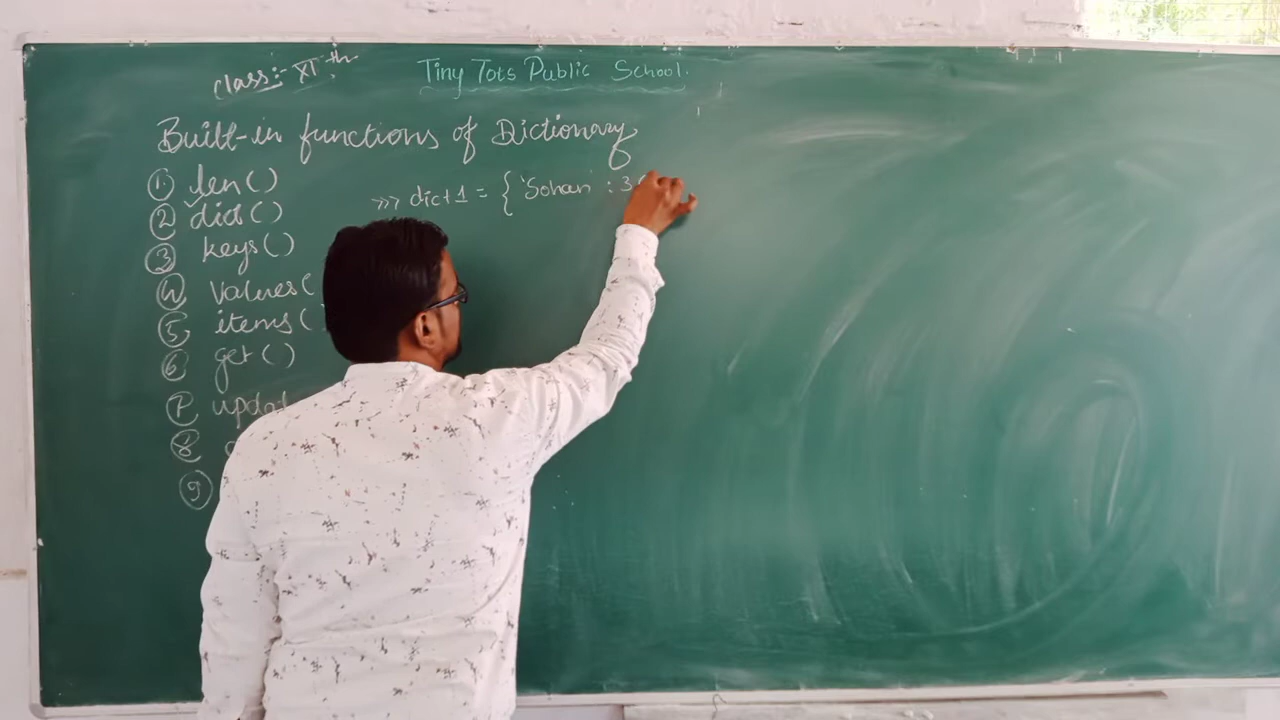 Class:- XI th
Tiny Tots Public School.
Built-in functions of Dictionary
① len()
② dict()
③ keys()
④ values(
⑤ items(
⑥ get()
⑦ updat
⑧
⑨
>>> dict1 = { 'Sohan' : 3